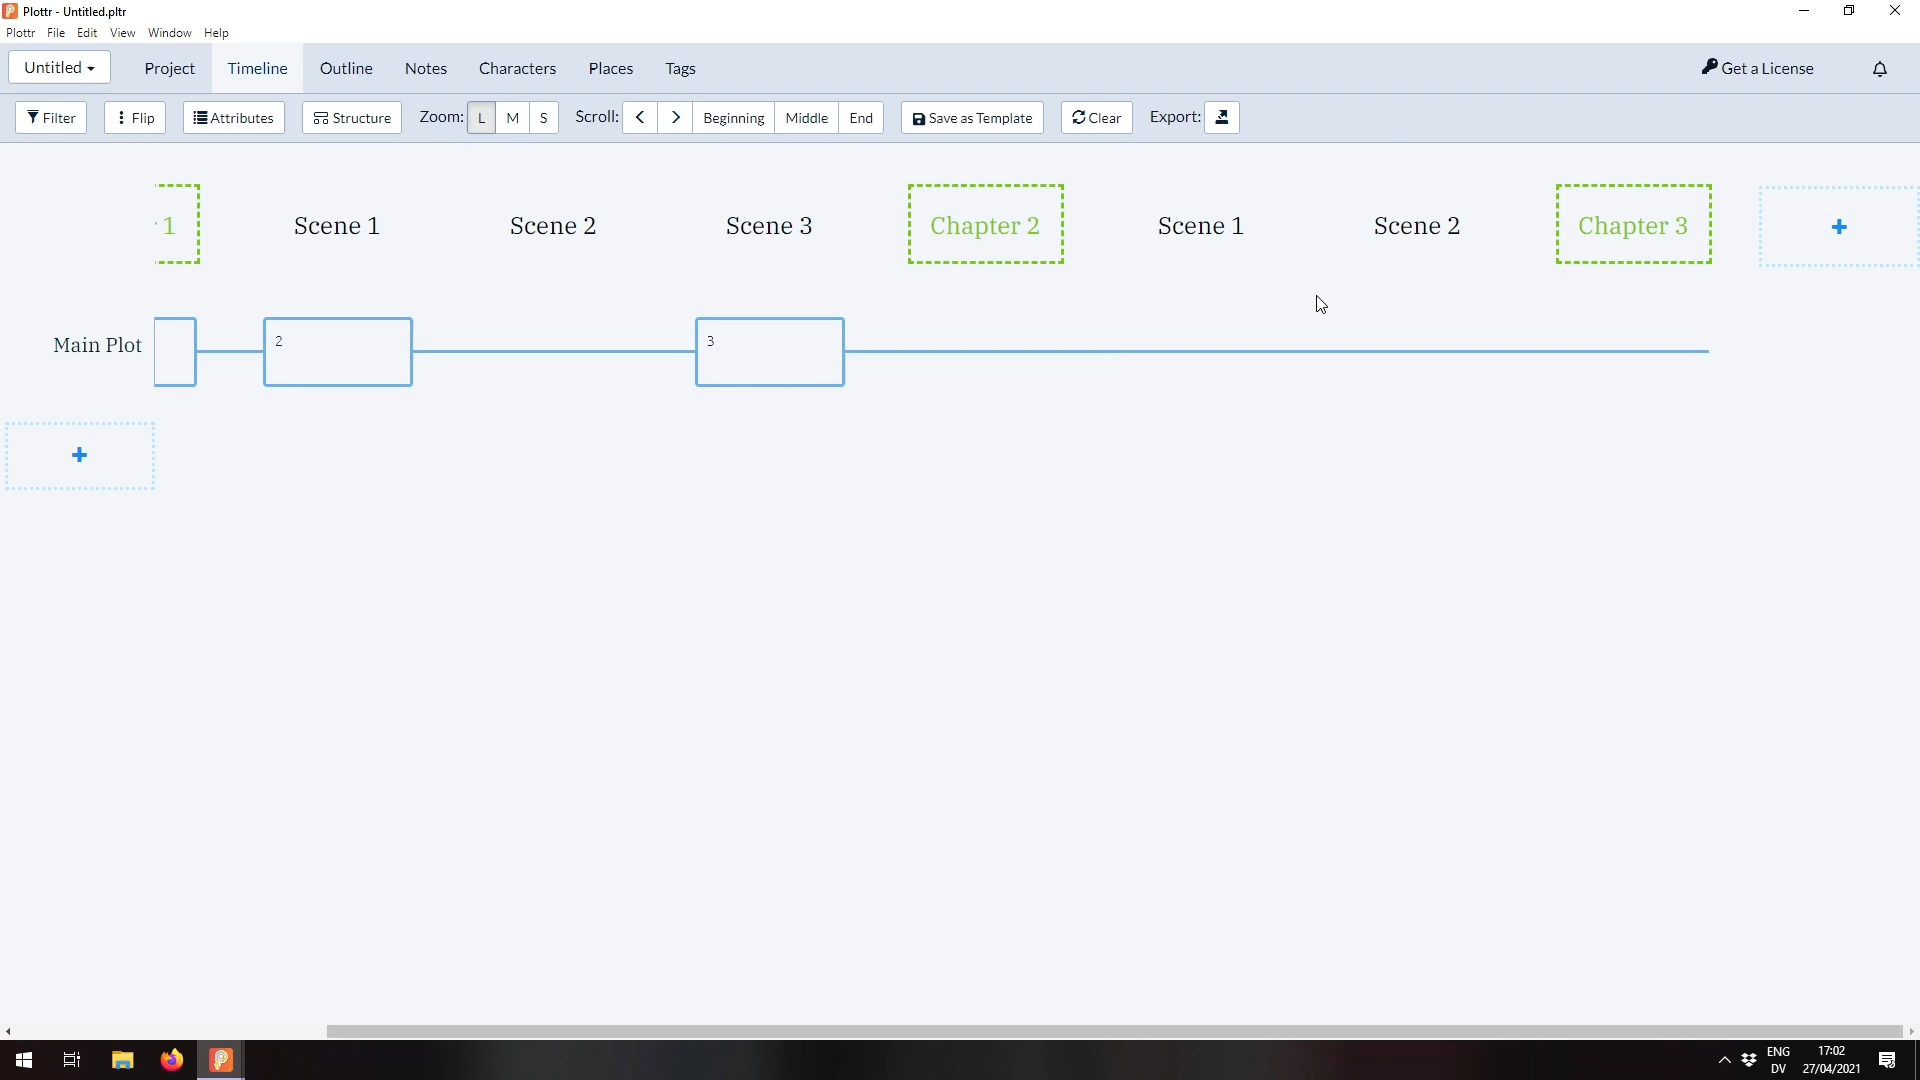 Plottr - Untitled.pltr
Plottr File Edit View Window Help
Untitled Project Timeline Outline Notes Characters Places Tags Get a License
Filter Flip Attributes Structure Zoom: L M S Scroll: Beginning Middle End Save as Template Clear Export:
1 Scene 1 Scene 2 Scene 3 Chapter 2 Scene 1 Scene 2 Chapter 3 +
Main Plot 2 3
+
ENG 17:02
DV 27/04/2021